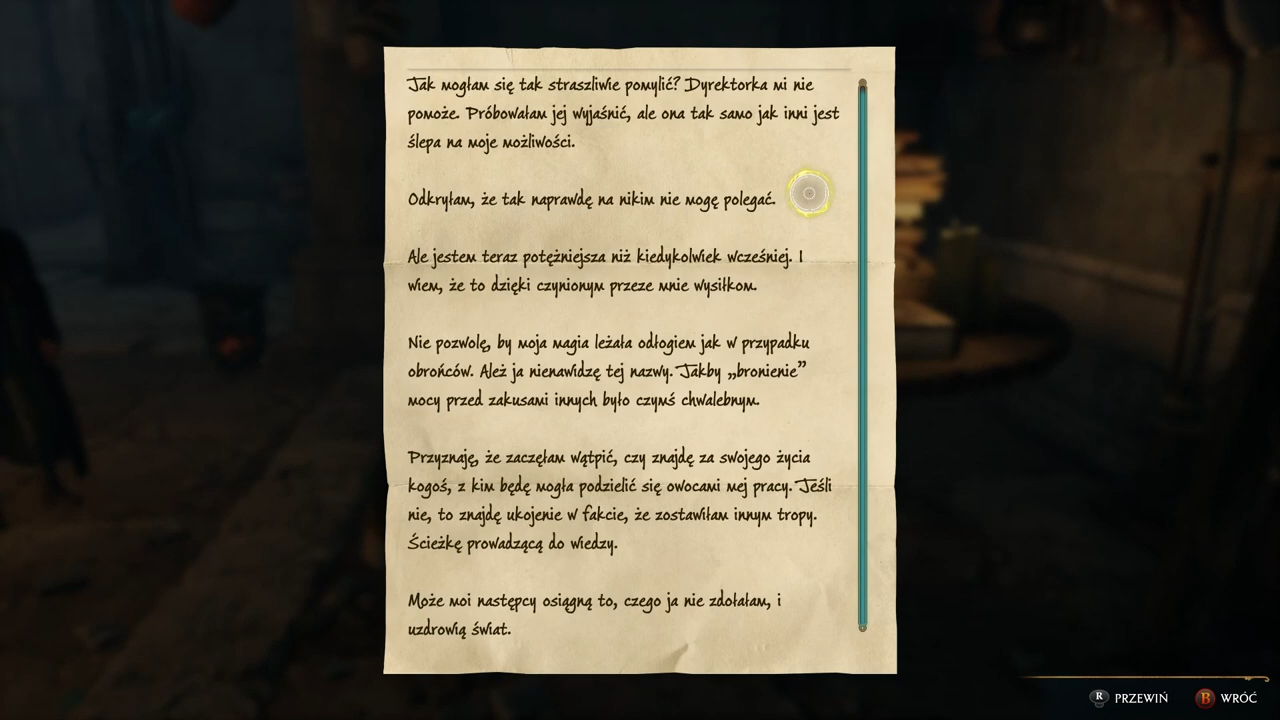 Jak mogłam się tak straszliwie pomylić? Dyrektorka mi nie
pomoże. Próbowałam jej wyjaśnić, ale ona tak samo jak inni jest
ślepa na moje możliwości.
Odkryłam, że tak naprawdę na nikim nie mogę polegać.
Ale jestem teraz potężniejsza niż kiedykolwiek wcześniej. I
wiem, że to dzięki czynionym przeze mnie wysiłkom.
Nie pozwolę, by moja magia leżała odłogiem jak w przypadku
obrońców. Ależ ja nienawidzę tej nazwy. Jakby „bronienie”
mocy przed zakusami innych było czymś chwalebnym.
Przyznaję, że zaczęłam wątpić, czy znajdę za swojego życia
kogoś, z kim będę mogła podzielić się owocami mej pracy. Jeśli
nie, to znajdę ukojenie w fakcie, że zostawiłam innym tropy.
Ścieżkę prowadzącą do wiedzy.
Może moi następcy osiągną to, czego ja nie zdołałam, i
uzdrowią świat.
R PRZEWIŃ B WRÓĆ